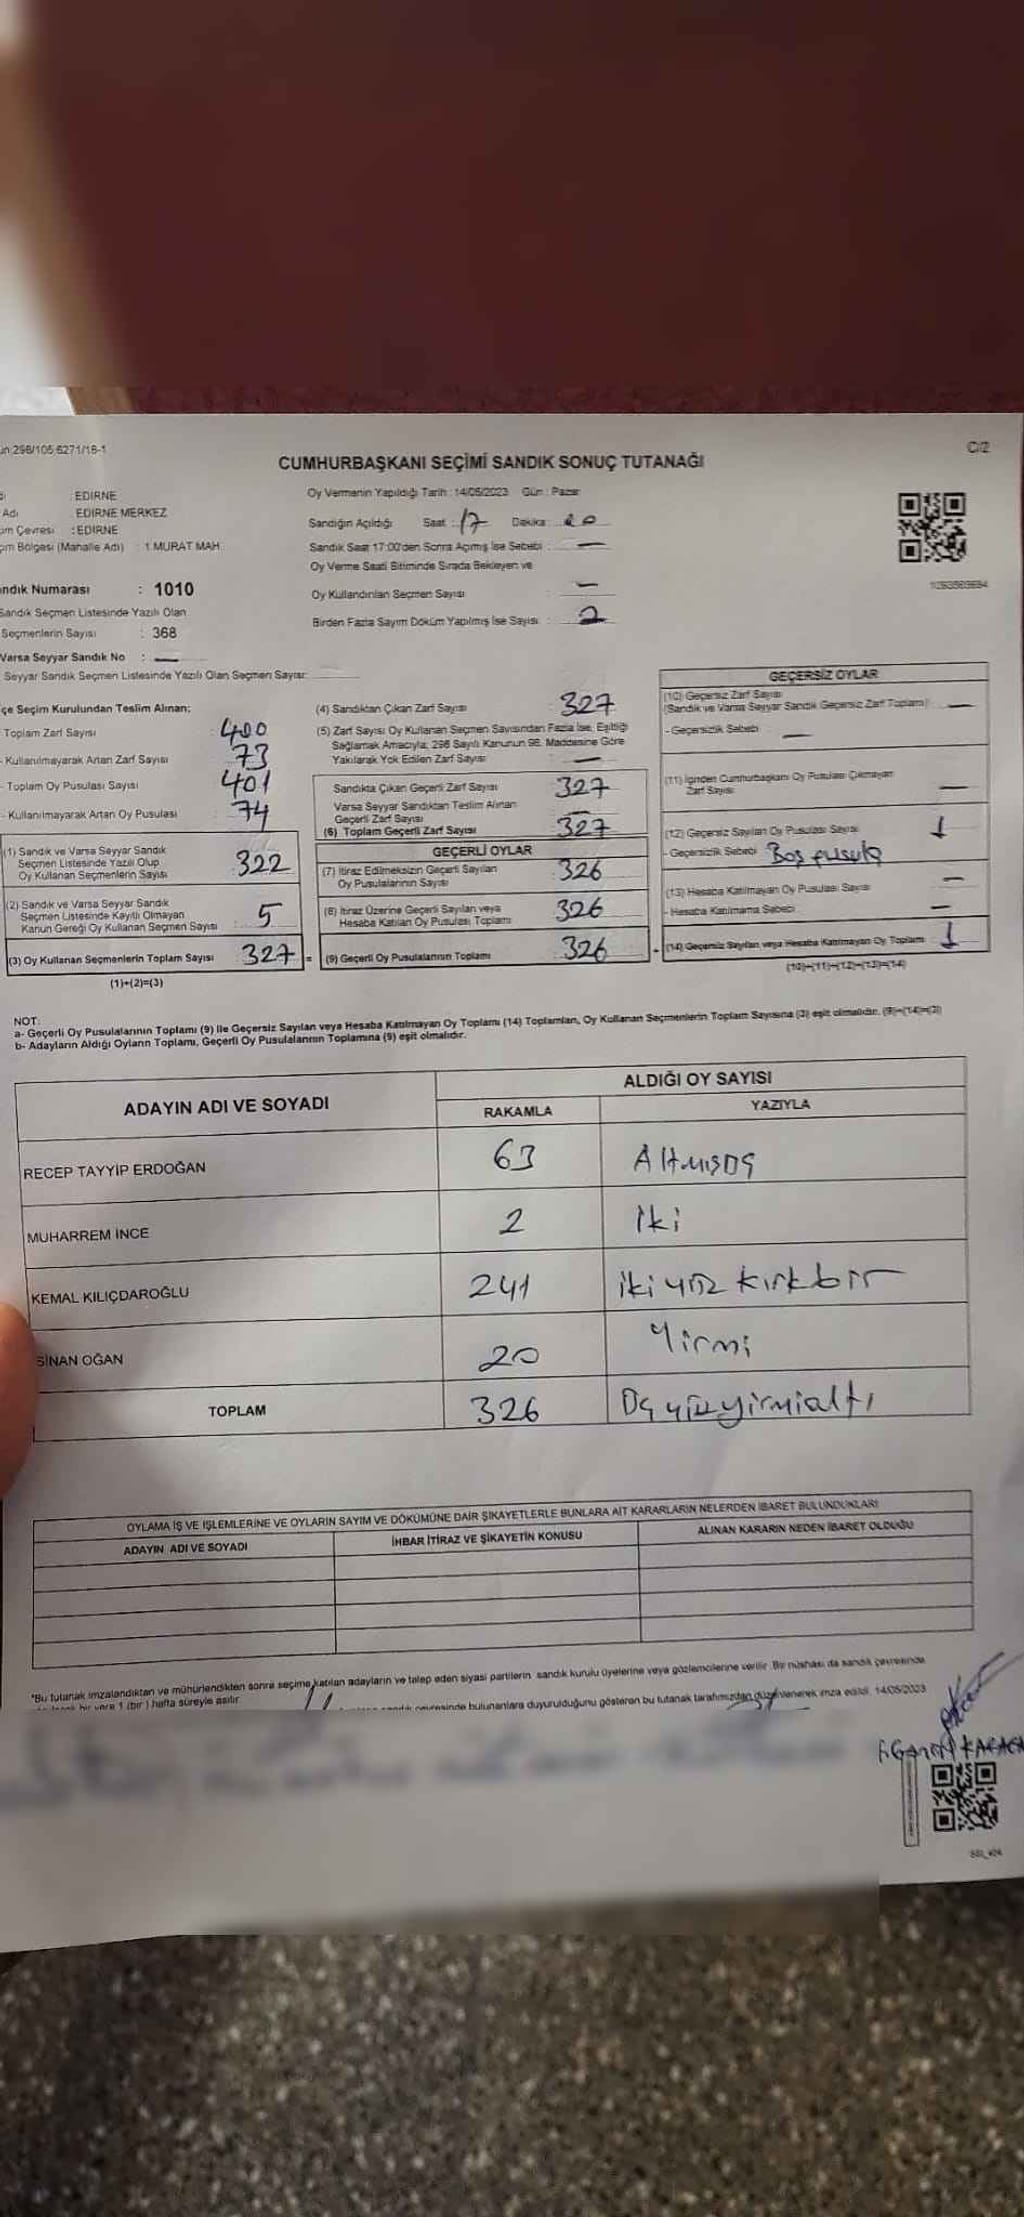 298/105 6271/16-1
C/2
CUMHURBAŞKANI SEÇİMİ SANDIK SONUÇ TUTANAĞI
: EDIRNE
Adı : EDIRNE MERKEZ
Çevresi : EDIRNE
Bölgesi (Mahalle Adı) : 1.MURAT MAH.
Numarası : 1010
Sandık Seçmen Listesinde Yazılı Olan
Seçmenlerin Sayısı : 368
Varsa Seyyar Sandık No : —
Seyyar Sandık Seçmen Listesinde Yazılı Olan Seçmen Sayısı:
Oy Vermenin Yapıldığı Tarih : 14/05/2023 Gün : Pazar
Sandığın Açıldığı Saat : 17 Dakika : 20
Sandık Saat 17:00'den Sonra Açmış İse Sebebi : —
Oy Verme Saati Bitiminde Sırada Bekleyen ve
Oy Kullandırılan Seçmen Sayısı : —
Birden Fazla Sayım Döküm Yapılmış İse Sayısı : 2
Seçim Kurulundan Teslim Alınan:
Toplam Zarf Sayısı : 400
- Kullanılmayarak Artan Zarf Sayısı : 73
- Toplam Oy Pusulası Sayısı : 401
- Kullanılmayarak Artan Oy Pusulası : 74
(1) Sandık ve Varsa Seyyar Sandık
Seçmen Listesinde Yazılı Olup
Oy Kullanan Seçmenlerin Sayısı 322
(2) Sandık ve Varsa Seyyar Sandık
Seçmen Listesinde Kayıtlı Olmayan
Kanun Gereği Oy Kullanan Seçmen Sayısı 5
(3) Oy Kullanan Seçmenlerin Toplam Sayısı 327 =
(1)+(2)=(3)
(4) Sandıktan Çıkan Zarf Sayısı : 327
(5) Zarf Sayısı Oy Kullanan Seçmen Sayısından Fazla İse, Eşitliği
Sağlamak Amacıyla, 298 Sayılı Kanunun 98. Maddesine Göre
Yakılarak Yok Edilen Zarf Sayısı : —
Sandıkta Çıkan Geçerli Zarf Sayısı : 327
Varsa Seyyar Sandıktan Teslim Alınan
Geçerli Zarf Sayısı : —
(6) Toplam Geçerli Zarf Sayısı : 327
GEÇERLİ OYLAR
(7) İtiraz Edilmeksizin Geçerli Sayılan
Oy Pusulalarının Sayısı : 326
(8) İtiraz Üzerine Geçerli Sayılan veya
Hesaba Katılan Oy Pusulası Toplamı : 326
(9) Geçerli Oy Pusulalarının Toplamı 326
GEÇERSİZ OYLAR
(10) Geçersiz Zarf Sayısı
(Sandık ve Varsa Seyyar Sandık Geçersiz Zarf Toplamı) : —
- Geçersizlik Sebebi : —
(11) İçinden Cumhurbaşkanı Oy Pusulası Çıkmayan
Zarf Sayısı : —
(12) Geçersiz Sayılan Oy Pusulası Sayısı 1
- Geçersizlik Sebebi Boş pusula
(13) Hesaba Katılmayan Oy Pusulası Sayısı —
- Hesaba Katılmama Sebebi —
(14) Geçersiz Sayılan veya Hesaba Katılmayan Oy Toplamı 1
(10)+(11)+(12)+(13)=(14)
NOT:
a- Geçerli Oy Pusulalarının Toplamı (9) ile Geçersiz Sayılan veya Hesaba Katılmayan Oy Toplamı (14) Toplamları, Oy Kullanan Seçmenlerin Toplam Sayısına (3) eşit olmalıdır. (9)+(14)=(3)
b- Adayların Aldığı Oyların Toplamı, Geçerli Oy Pusulalarının Toplamına (9) eşit olmalıdır.
ADAYIN ADI VE SOYADI
ALDIĞI OY SAYISI
RAKAMLA YAZIYLA
RECEP TAYYİP ERDOĞAN 63 Altmışüç
MUHARREM İNCE 2 İki
KEMAL KILIÇDAROĞLU 241 ikiyüz kırkbir
SİNAN OĞAN 20 Yirmi
TOPLAM 326 Üçyüzyirmialtı
OYLAMA İŞ VE İŞLEMLERİNE VE OYLARIN SAYIM VE DÖKÜMÜNE DAİR ŞİKAYETLERLE BUNLARA AİT KARARLARIN NELERDEN İBARET BULUNDUKLARI
ADAYIN ADI VE SOYADI İHBAR İTİRAZ VE ŞİKAYETİN KONUSU ALINAN KARARIN NEDEN İBARET OLDUĞU
*Bu tutanak imzalandıktan ve mühürlendikten sonra seçime katılan adayların ve talep eden siyasi partilerin sandık kurulu üyelerine veya gözlemcilerine verilir. Bir nüshası da sandık çevresinde
bir yere 1 (bir) hafta süreyle asılır.
çevresinde bulunanlara duyurulduğunu gösteren bu tutanak tarafımızdan düzenlenerek imza edildi. 14/05/2023